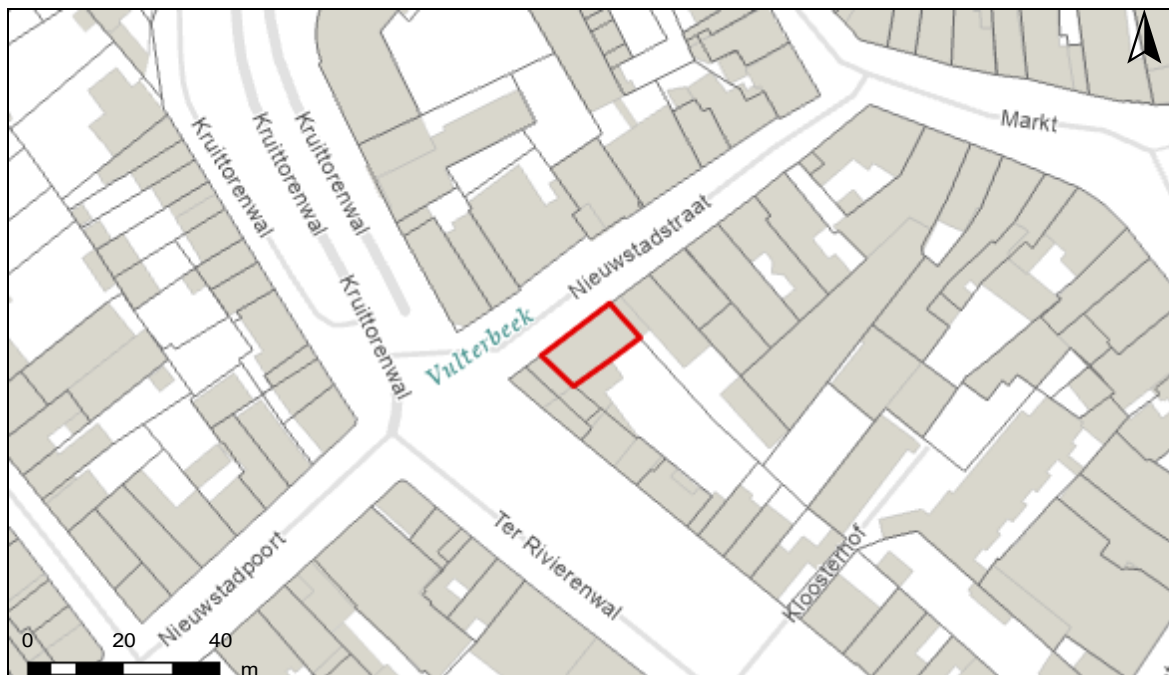 Markt
Kruittorenwal
Kruittorenwal
Kruittorenwal
Nieuwstadstraat
Kruittorenwal
Vulterbeek
Nieuwstadpoort
Ter Rivierenwal
Kloosterhof
0 20 40
m